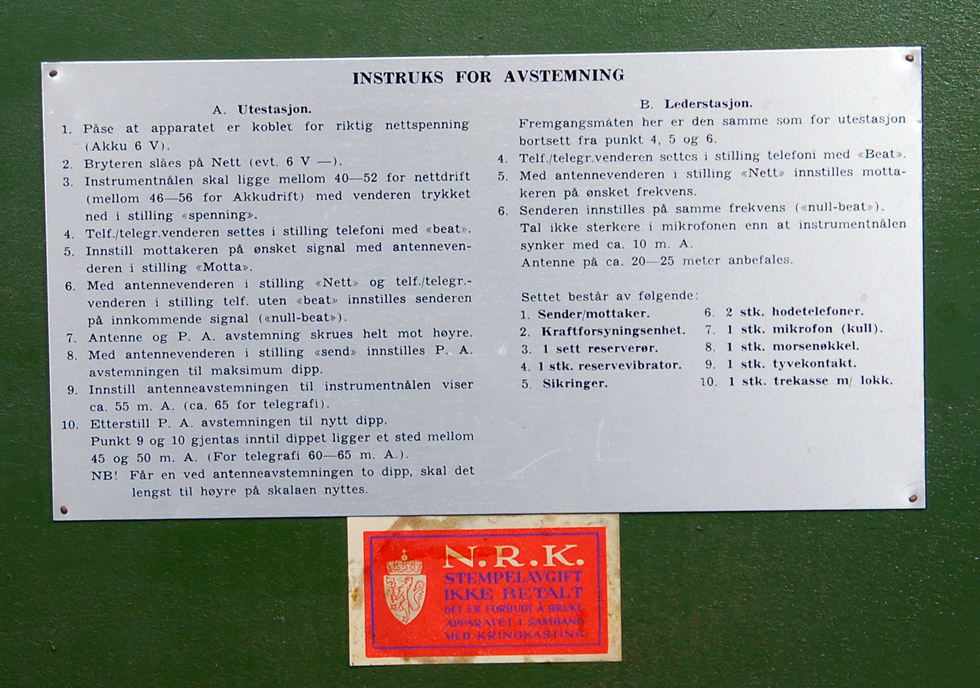 INSTRUKS FOR AVSTEMNING
A. Utestasjon.
1. Påse at apparatet er koblet for riktig nettspenning
(Akku 6 V).
2. Bryteren slåes på Nett (evt. 6 V —).
3. Instrumentnålen skal ligge mellom 40—52 for nettdrift
(mellom 46—56 for Akkudrift) med venderen trykket
ned i stilling «spenning».
4. Telf./telegr.venderen settes i stilling telefoni med «beat».
5. Innstill mottakeren på ønsket signal med antenneven-
deren i stilling «Motta».
6. Med antennevenderen i stilling «Nett» og telf./telegr.-
venderen i stilling telf. uten «beat» innstilles senderen
på innkommende signal («null-beat»).
7. Antenne og P. A. avstemning skrues helt mot høyre.
8. Med antennevenderen i stilling «send» innstilles P. A.
avstemningen til maksimum dipp.
9. Innstill antenneavstemningen til instrumentnålen viser
ca. 55 m. A. (ca. 65 for telegrafi).
10. Etterstill P. A. avstemningen til nytt dipp.
Punkt 9 og 10 gjentas inntil dippet ligger et sted mellom
45 og 50 m. A. (For telegrafi 60—65 m. A.).
NB! Får en ved antenneavstemningen to dipp, skal det
lengst til høyre på skalaen nyttes.
B. Lederstasjon.
Fremgangsmåten her er den samme som for utestasjon
bortsett fra punkt 4, 5 og 6.
4. Telf./telegr.venderen settes i stilling telefoni med «Beat».
5. Med antennevenderen i stilling «Nett» innstilles motta-
keren på ønsket frekvens.
6. Senderen innstilles på samme frekvens («null-beat»).
Tal ikke sterkere i mikrofonen enn at instrumentnålen
synker med ca. 10 m. A.
Antenne på ca. 20—25 meter anbefales.
Settet består av følgende:
1. Sender/mottaker.
2. Kraftforsyningsenhet.
3. 1 sett reserverør.
4. 1 stk. reservevibrator.
5. Sikringer.
6. 2 stk. hodetelefoner.
7. 1 stk. mikrofon (kull).
8. 1 stk. morsenøkkel.
9. 1 stk. tyvekontakt.
10. 1 stk. trekasse m/ lokk.
N.R.K.
STEMPELAVGIFT
IKKE BETALT
DET ER FORBUDT Å BRUKE
APPARATET I SAMBAND
MED KRINGKASTING